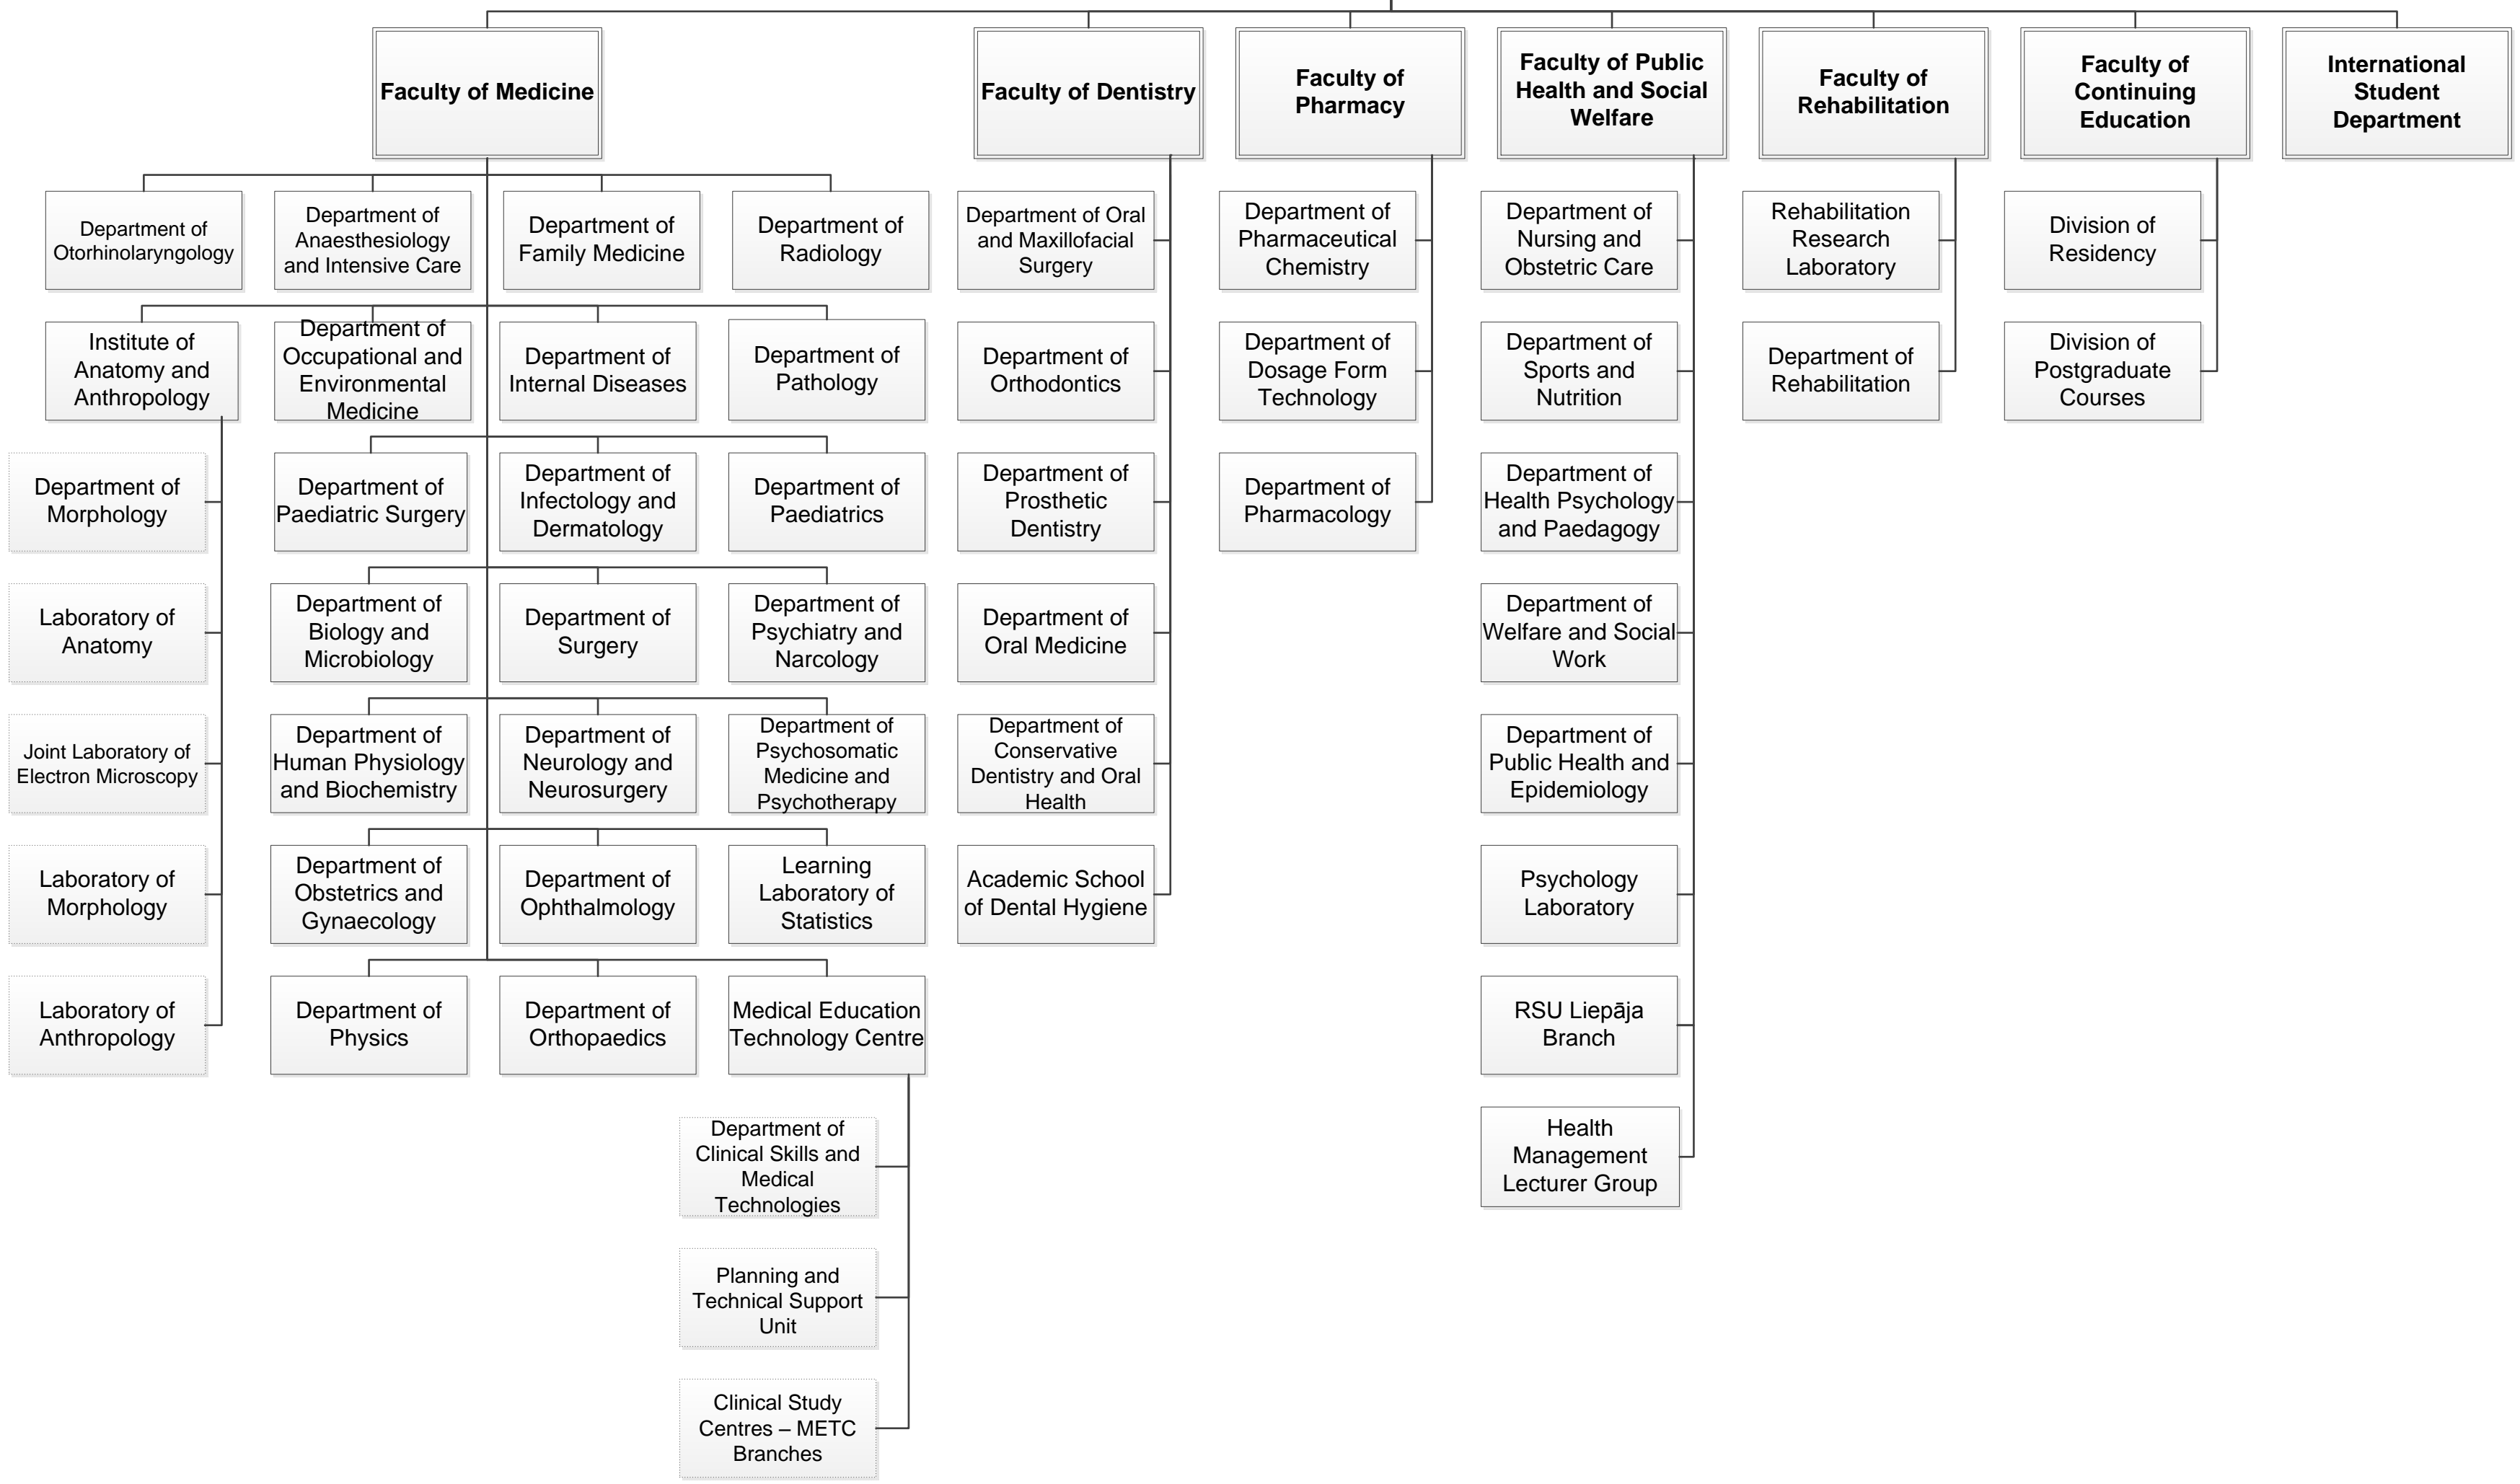 Faculty of Medicine
Faculty of Dentistry
Faculty of
Pharmacy
Faculty of Public
Health and Social
Welfare
Faculty of
Rehabilitation
Faculty of
Continuing
Education
International
Student
Department
Department of
Otorhinolaryngology
Department of
Anaesthesiology
and Intensive Care
Department of
Family Medicine
Department of
Radiology
Department of Oral
and Maxillofacial
Surgery
Department of
Pharmaceutical
Chemistry
Department of
Nursing and
Obstetric Care
Rehabilitation
Research
Laboratory
Division of
Residency
Institute of
Anatomy and
Anthropology
Department of
Occupational and
Environmental
Medicine
Department of
Internal Diseases
Department of
Pathology
Department of
Orthodontics
Department of
Dosage Form
Technology
Department of
Sports and
Nutrition
Department of
Rehabilitation
Division of
Postgraduate
Courses
Department of
Morphology
Department of
Paediatric Surgery
Department of
Infectology and
Dermatology
Department of
Paediatrics
Department of
Prosthetic
Dentistry
Department of
Pharmacology
Department of
Health Psychology
and Paedagogy
Laboratory of
Anatomy
Department of
Biology and
Microbiology
Department of
Surgery
Department of
Psychiatry and
Narcology
Department of
Oral Medicine
Department of
Welfare and Social
Work
Joint Laboratory of
Electron Microscopy
Department of
Human Physiology
and Biochemistry
Department of
Neurology and
Neurosurgery
Department of
Psychosomatic
Medicine and
Psychotherapy
Department of
Conservative
Dentistry and Oral
Health
Department of
Public Health and
Epidemiology
Laboratory of
Morphology
Department of
Obstetrics and
Gynaecology
Department of
Ophthalmology
Learning
Laboratory of
Statistics
Academic School
of Dental Hygiene
Psychology
Laboratory
Laboratory of
Anthropology
Department of
Physics
Department of
Orthopaedics
Medical Education
Technology Centre
RSU Liepāja
Branch
Department of
Clinical Skills and
Medical
Technologies
Health
Management
Lecturer Group
Planning and
Technical Support
Unit
Clinical Study
Centres – METC
Branches